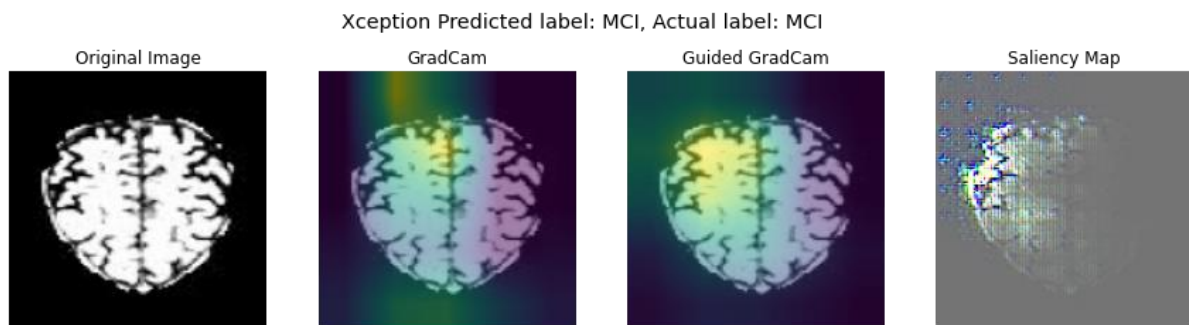 Xception Predicted label: MCI, Actual label: MCI
Original Image
GradCam
Guided GradCam
Saliency Map